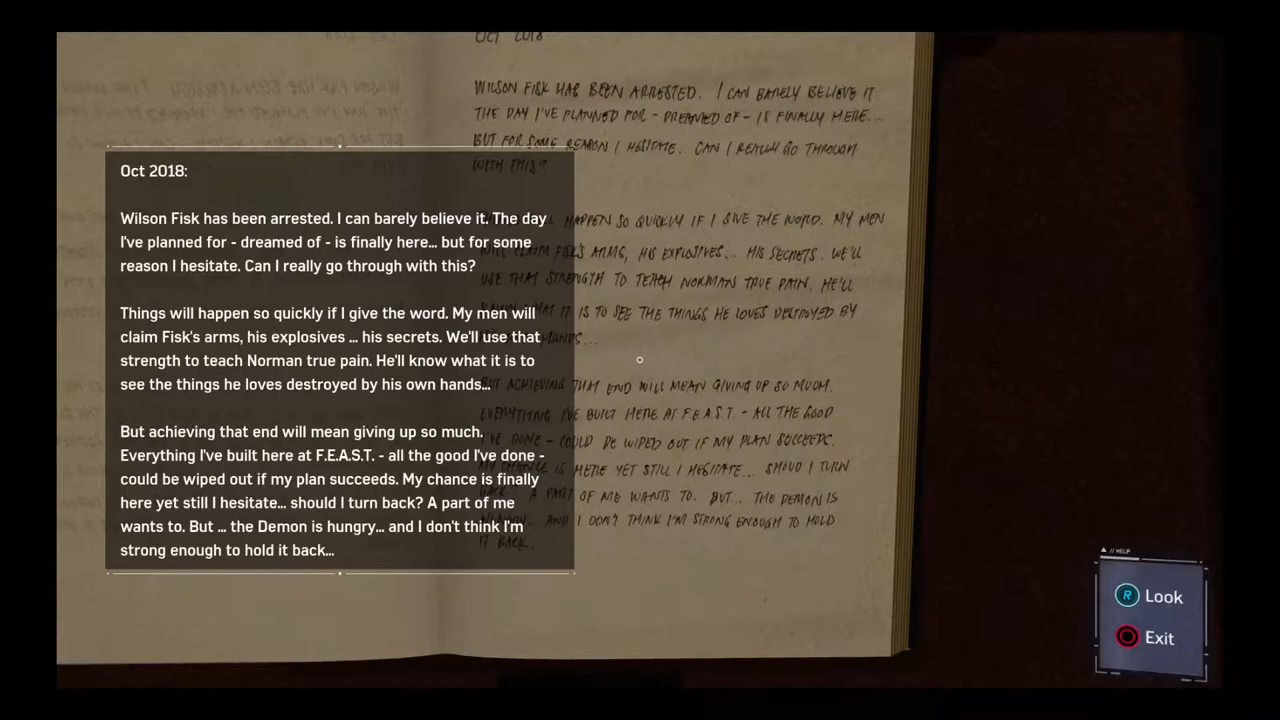 OCT 2018
WILSON FISK HAS BEEN ARRESTED. I CAN BARELY BELIEVE IT
THE DAY I'VE PLANNED FOR - DREAMED OF - IS FINALLY HERE...
BUT FOR SOME REASON I HESITATE. CAN I REALLY GO THROUGH
WITH THIS?
HAPPEN SO QUICKLY IF I GIVE THE WORD. MY MEN
WILL CLAIM FISK'S ARMS, HIS EXPLOSIVES... HIS SECRETS. WE'LL
USE THAT STRENGTH TO TEACH NORMAN TRUE PAIN. HE'LL
KNOW WHAT IT IS TO SEE THE THINGS HE LOVES DESTROYED BY
HANDS...
BUT ACHIEVING THAT END WILL MEAN GIVING UP SO MUCH.
EVERYTHING I'VE BUILT HERE AT F.E.A.S.T. - ALL THE GOOD
I'VE DONE - COULD BE WIPED OUT IF MY PLAN SUCCEEDS.
MY CHANCE IS HERE YET STILL I HESITATE... SHOULD I TURN
BACK? A PART OF ME WANTS TO. BUT... THE DEMON IS
HUNGRY... AND I DON'T THINK I'M STRONG ENOUGH TO HOLD
IT BACK.
Oct 2018:
Wilson Fisk has been arrested. I can barely believe it. The day
I've planned for - dreamed of - is finally here... but for some
reason I hesitate. Can I really go through with this?
Things will happen so quickly if I give the word. My men will
claim Fisk's arms, his explosives ... his secrets. We'll use that
strength to teach Norman true pain. He'll know what it is to
see the things he loves destroyed by his own hands...
But achieving that end will mean giving up so much.
Everything I've built here at F.E.A.S.T. - all the good I've done -
could be wiped out if my plan succeeds. My chance is finally
here yet still I hesitate... should I turn back? A part of me
wants to. But ... the Demon is hungry... and I don't think I'm
strong enough to hold it back...
// HELP
R Look
Exit